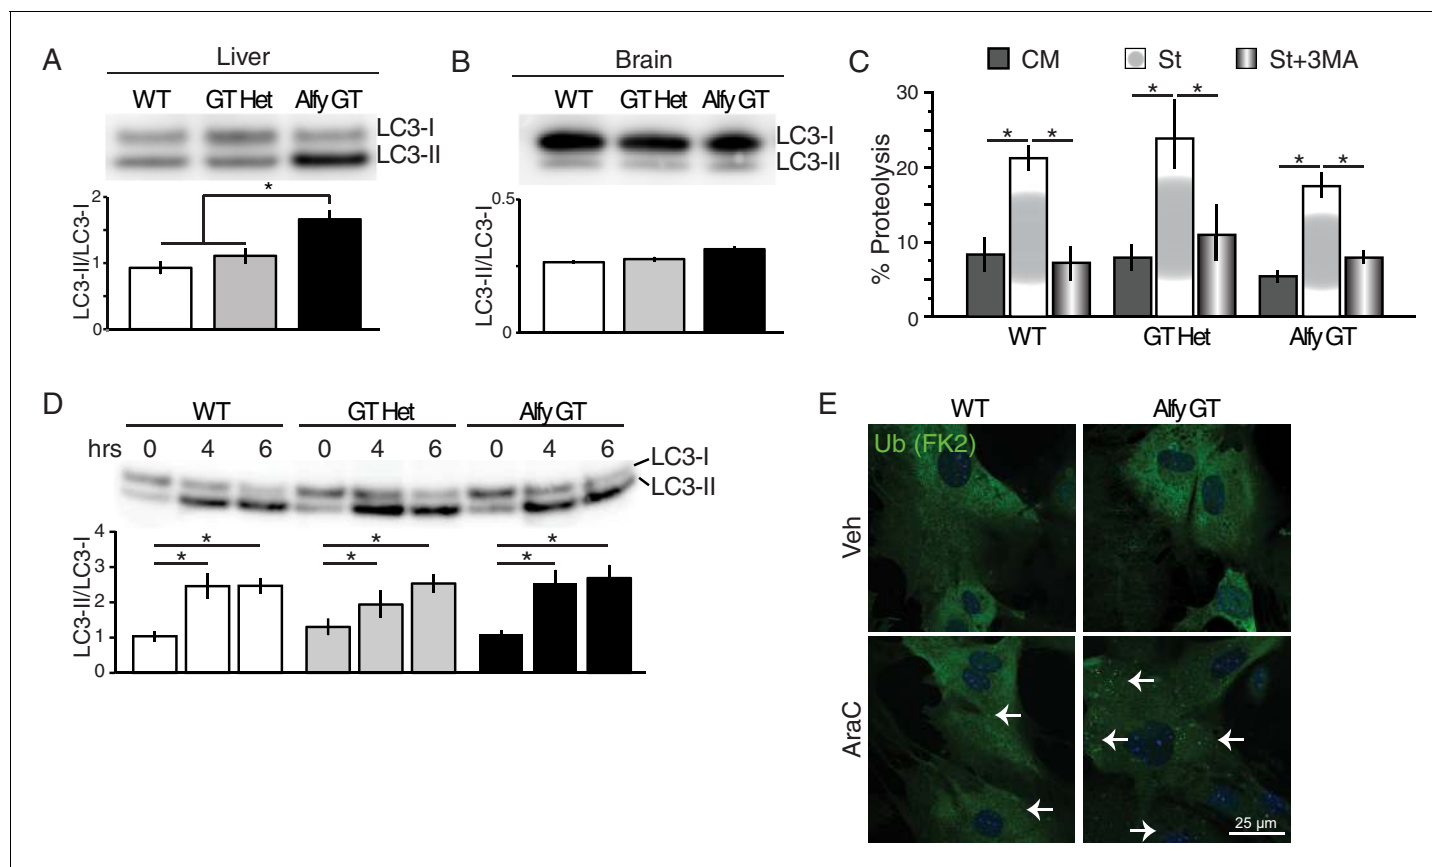 A
Liver
WT GT Het Alfy GT
LC3-I
LC3-II
LC3-II/LC3-I
2
1
0
*
B
Brain
WT GT Het Alfy GT
LC3-I
LC3-II
LC3-II/LC3-I
0.5
0
C
CM St St+3MA
% Proteolysis
30
20
10
0
* * * * * *
WT GT Het Alfy GT
D
WT GT Het Alfy GT
hrs 0 4 6 0 4 6 0 4 6
LC3-I
LC3-II
LC3-II/LC3-I
4
3
2
1
0
* * *
* * *
E
WT Alfy GT
Ub (FK2)
Veh
AraC
25 µm